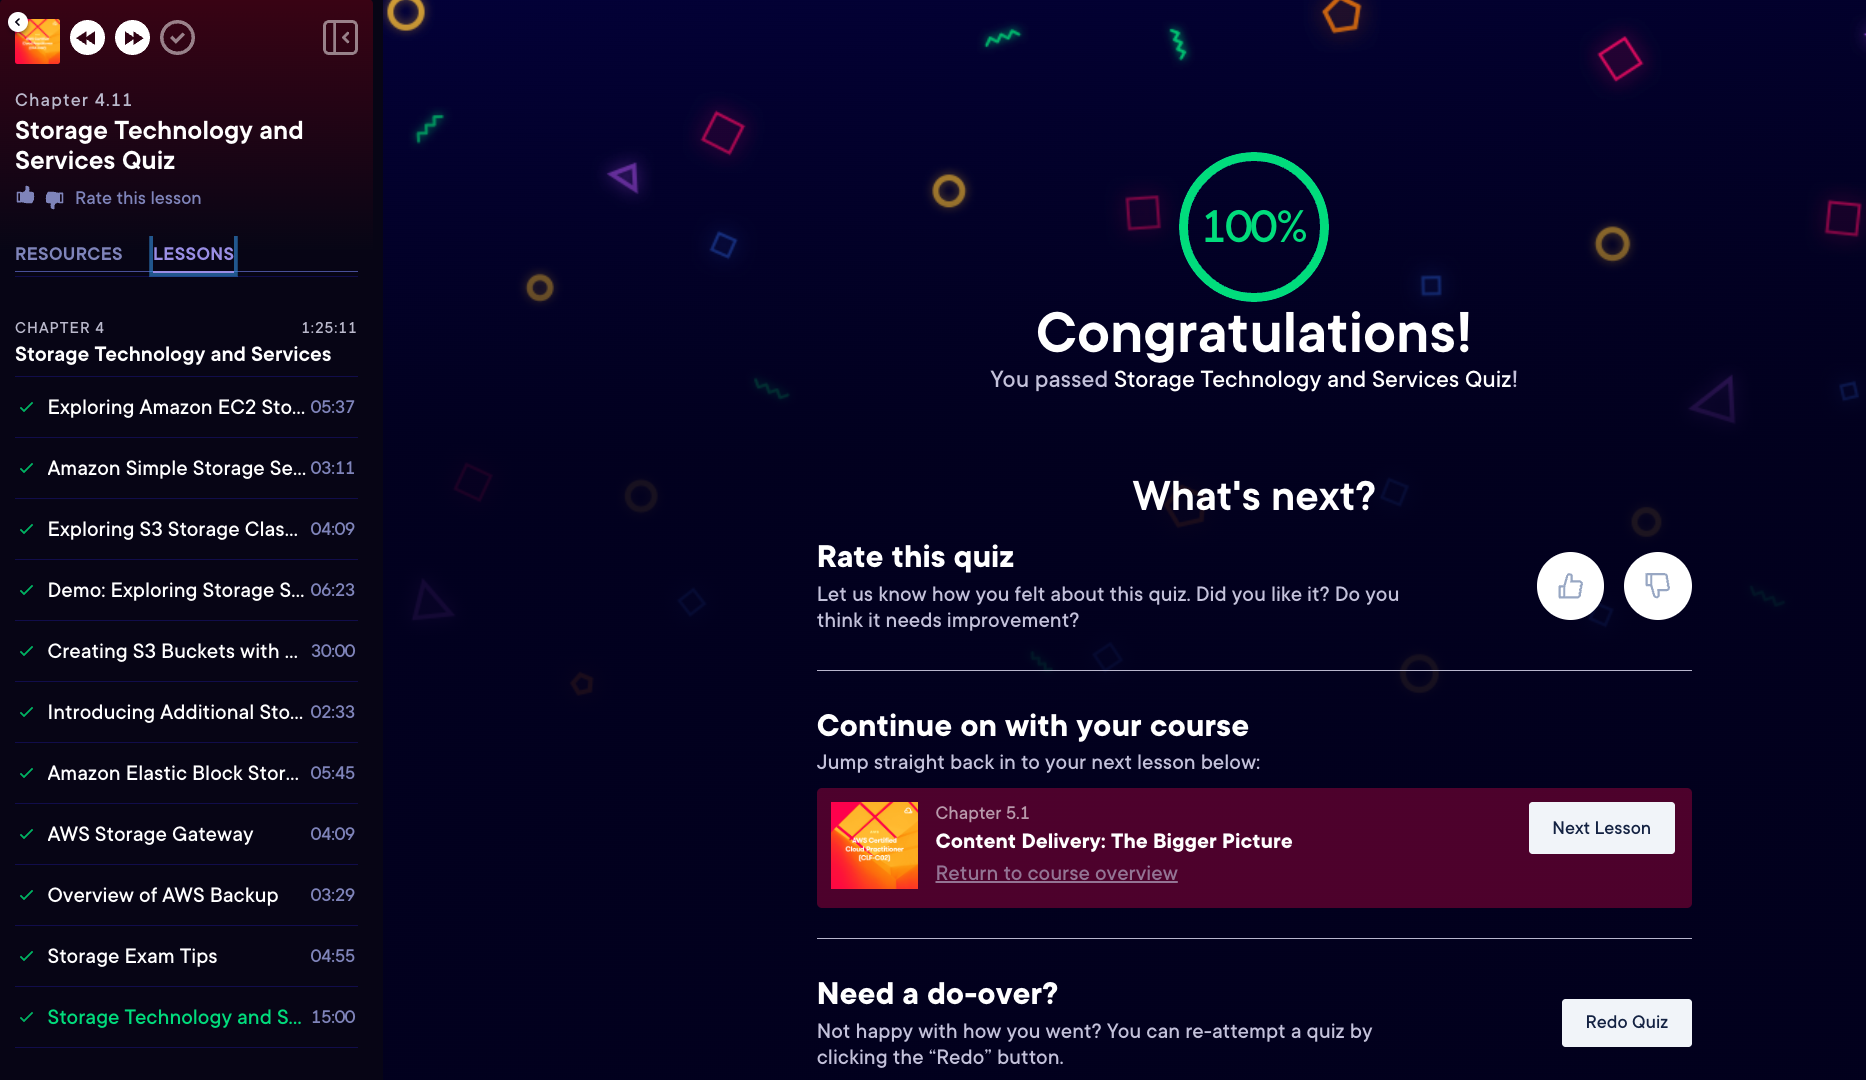 Chapter 4.11
Storage Technology and
Services Quiz
Rate this lesson
RESOURCES
LESSONS
CHAPTER 4
1:25:11
Storage Technology and Services
Exploring Amazon EC2 Sto... 05:37
Amazon Simple Storage Se... 03:11
Exploring S3 Storage Clas... 04:09
Demo: Exploring Storage S... 06:23
Creating S3 Buckets with ... 30:00
Introducing Additional Sto... 02:33
Amazon Elastic Block Stor... 05:45
AWS Storage Gateway 04:09
Overview of AWS Backup 03:29
Storage Exam Tips 04:55
Storage Technology and S... 15:00
100%
Congratulations!
You passed Storage Technology and Services Quiz!
What's next?
Rate this quiz
Let us know how you felt about this quiz. Did you like it? Do you
think it needs improvement?
Continue on with your course
Jump straight back in to your next lesson below:
AWS Certified
Cloud Practitioner
(CLF-C02)
Chapter 5.1
Content Delivery: The Bigger Picture
Return to course overview
Next Lesson
Need a do-over?
Not happy with how you went? You can re-attempt a quiz by
clicking the “Redo” button.
Redo Quiz